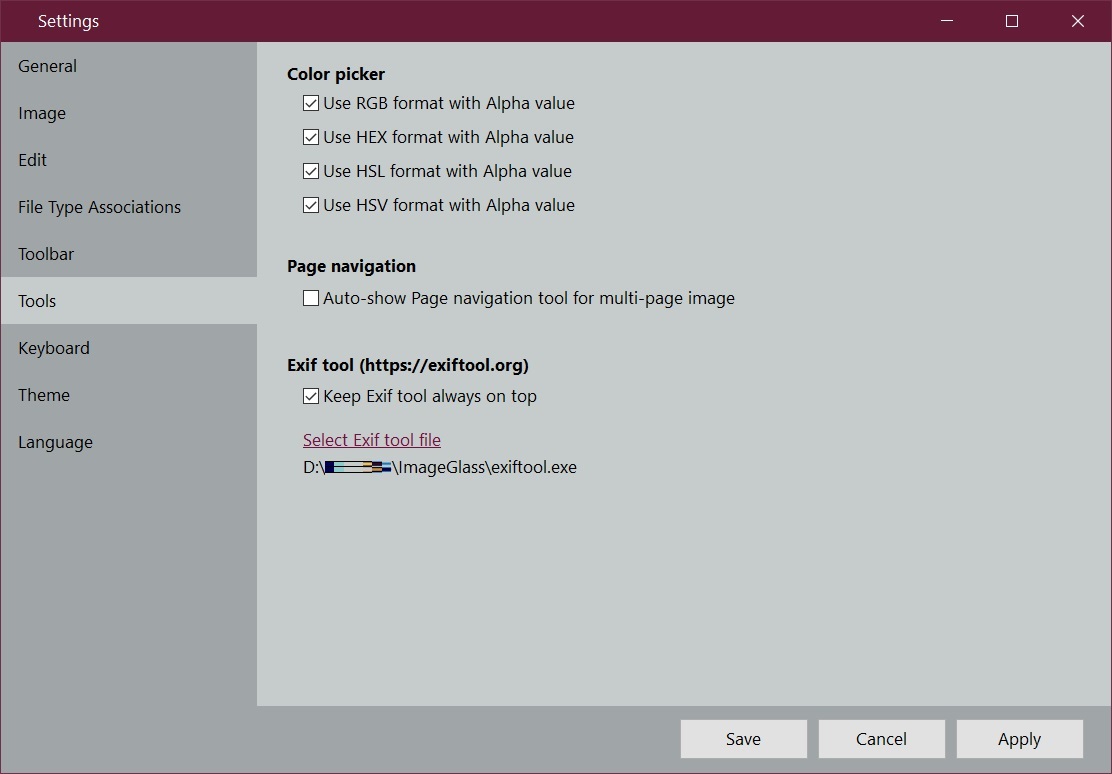 Settings
General
Image
Edit
File Type Associations
Toolbar
Tools
Keyboard
Theme
Language
Color picker
Use RGB format with Alpha value
Use HEX format with Alpha value
Use HSL format with Alpha value
Use HSV format with Alpha value
Page navigation
Auto-show Page navigation tool for multi-page image
Exif tool (https://exiftool.org)
Keep Exif tool always on top
Select Exif tool file
D:\ \ImageGlass\exiftool.exe
Save
Cancel
Apply